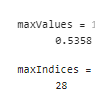 maxValues =
0.5358
maxIndices =
28